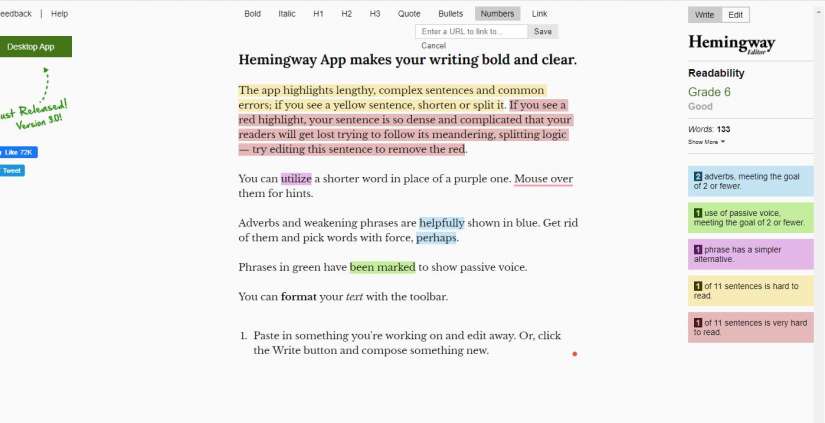 Feedback | Help
Bold Italic H1 H2 H3 Quote Bullets Numbers Link
Enter a URL to link to... Save
Cancel
Write Edit
Desktop App
Just Released!
Version 3.0!
Like 72K
Tweet
Hemingway App makes your writing bold and clear.
The app highlights lengthy, complex sentences and common
errors; if you see a yellow sentence, shorten or split it. If you see a
red highlight, your sentence is so dense and complicated that your
readers will get lost trying to follow its meandering, splitting logic
— try editing this sentence to remove the red.
You can utilize a shorter word in place of a purple one. Mouse over
them for hints.
Adverbs and weakening phrases are helpfully shown in blue. Get rid
of them and pick words with force, perhaps.
Phrases in green have been marked to show passive voice.
You can format your text with the toolbar.
1. Paste in something you're working on and edit away. Or, click
the Write button and compose something new.
Hemingway
Editor
Readability
Grade 6
Good
Words: 133
Show More
2 adverbs, meeting the goal
of 2 or fewer.
1 use of passive voice,
meeting the goal of 2 or fewer.
1 phrase has a simpler
alternative.
1 of 11 sentences is hard to
read.
1 of 11 sentences is very hard
to read.